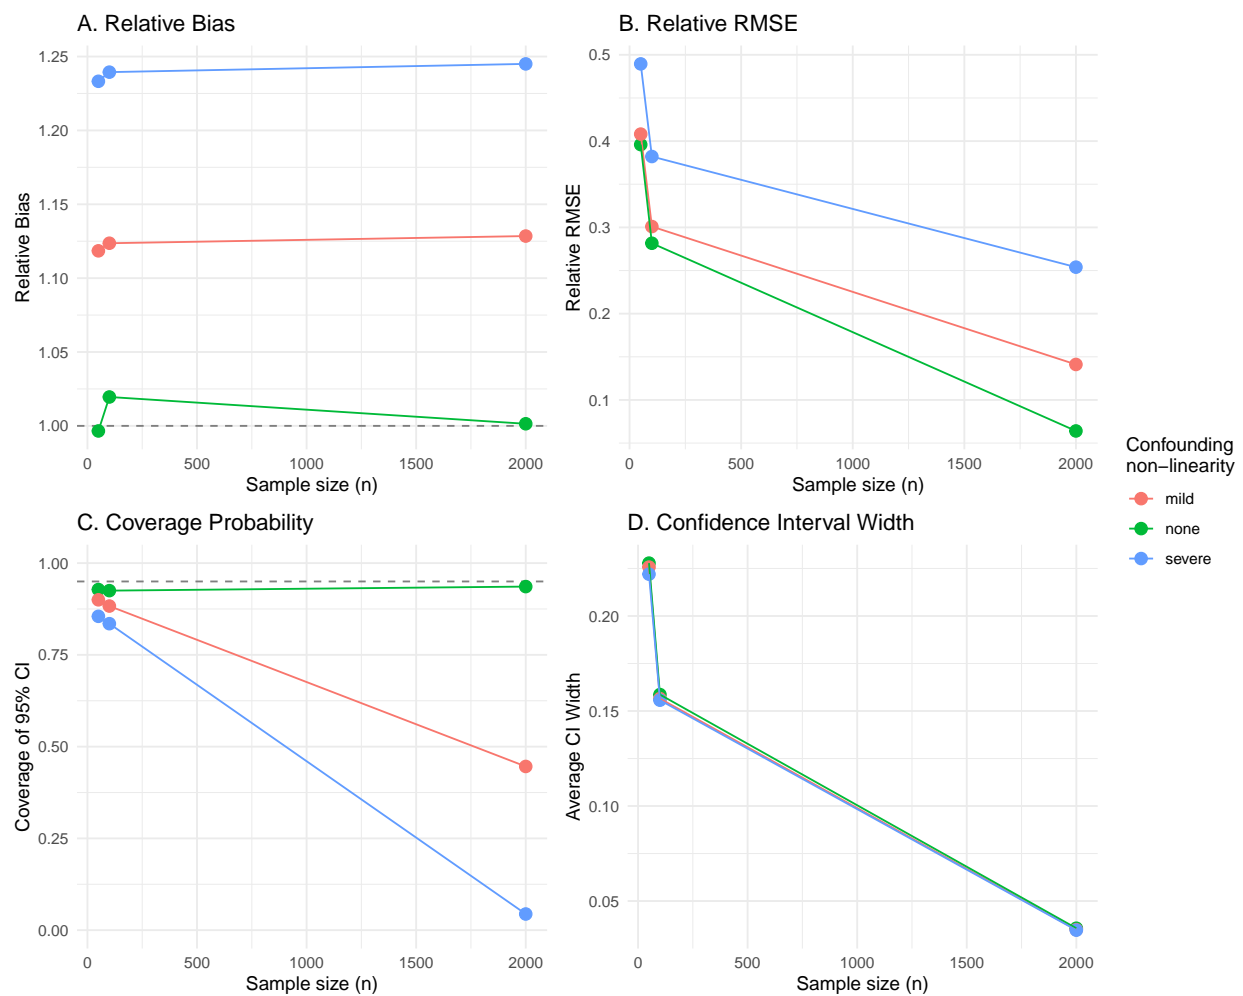 A. Relative Bias
Relative Bias
1.25
1.20
1.15
1.10
1.05
1.00
0
500
1000
1500
2000
Sample size (n)
B. Relative RMSE
Relative RMSE
0.5
0.4
0.3
0.2
0.1
0
500
1000
1500
2000
Sample size (n)
C. Coverage Probability
Coverage of 95% CI
1.00
0.75
0.50
0.25
0.00
0
500
1000
1500
2000
Sample size (n)
D. Confidence Interval Width
Average CI Width
0.20
0.15
0.10
0.05
0
500
1000
1500
2000
Sample size (n)
Confounding
non−linearity
mild
none
severe